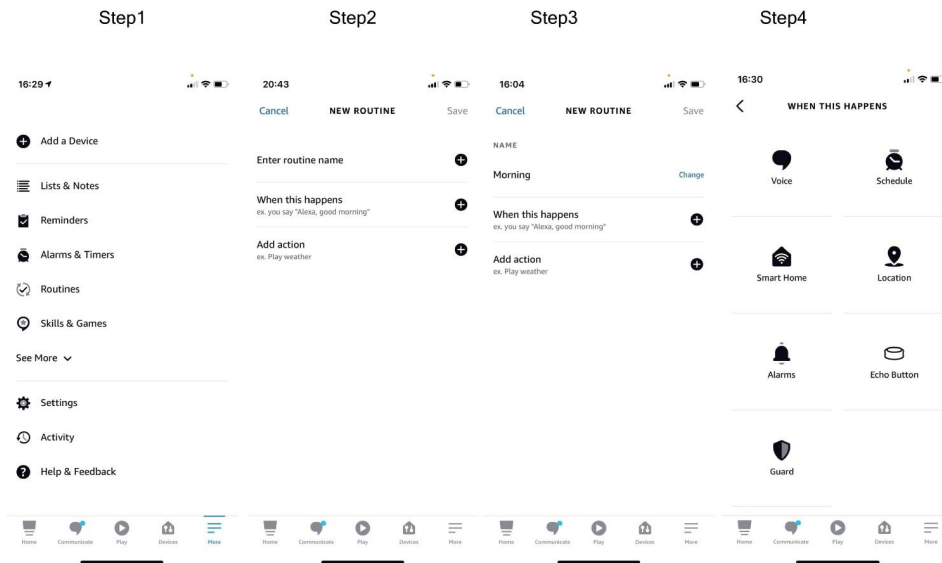 Step1
Step2
Step3
Step4
16:29
Add a Device
Lists & Notes
Reminders
Alarms & Timers
Routines
Skills & Games
See More
Settings
Activity
Help & Feedback
Home Communicate Play Devices More
20:43
Cancel NEW ROUTINE Save
Enter routine name
When this happens
ex. you say "Alexa, good morning"
Add action
ex. Play weather
Home Communicate Play Devices More
16:04
Cancel NEW ROUTINE Save
NAME
Morning Change
When this happens
ex. you say "Alexa, good morning"
Add action
ex. Play weather
Home Communicate Play Devices More
16:30
WHEN THIS HAPPENS
Voice Schedule
Smart Home Location
Alarms Echo Button
Guard
Home Communicate Play Devices More